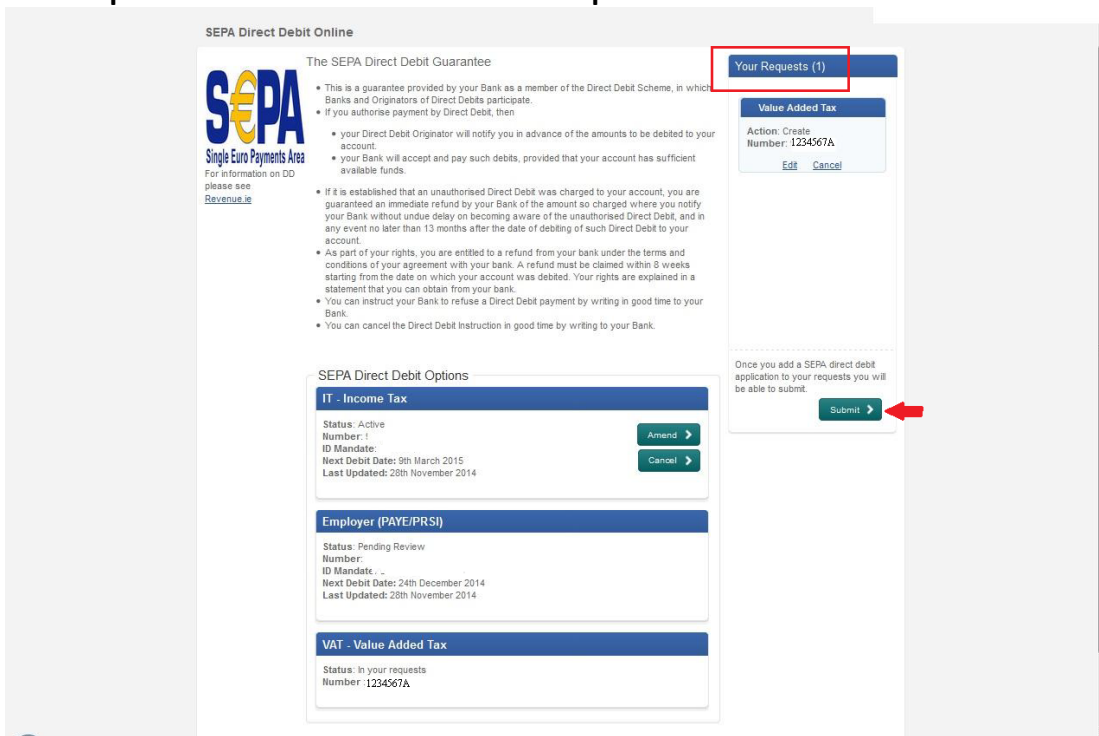 SEPA Direct Debit Online
S€PA
Single Euro Payments Area
For information on DD
please see
Revenue.ie
The SEPA Direct Debit Guarantee
• This is a guarantee provided by your Bank as a member of the Direct Debit Scheme, in which
Banks and Originators of Direct Debits participate.
• If you authorise payment by Direct Debit, then
• your Direct Debit Originator will notify you in advance of the amounts to be debited to your
account.
• your Bank will accept and pay such debits, provided that your account has sufficient
available funds.
• If it is established that an unauthorised Direct Debit was charged to your account, you are
guaranteed an immediate refund by your Bank of the amount so charged where you notify
your Bank without undue delay on becoming aware of the unauthorised Direct Debit, and in
any event no later than 13 months after the date of debiting of such Direct Debit to your
account.
• As part of your rights, you are entitled to a refund from your bank under the terms and
conditions of your agreement with your bank. A refund must be claimed within 8 weeks
starting from the date on which your account was debited. Your rights are explained in a
statement that you can obtain from your bank.
• You can instruct your Bank to refuse a Direct Debit payment by writing in good time to your
Bank.
• You can cancel the Direct Debit Instruction in good time by writing to your Bank.
Your Requests (1)
Value Added Tax
Action: Create
Number: 1234567A
Edit Cancel
Once you add a SEPA direct debit
application to your requests you will
be able to submit.
Submit
SEPA Direct Debit Options
IT - Income Tax
Status: Active
Number:
ID Mandate:
Next Debit Date: 9th March 2015
Last Updated: 28th November 2014
Amend
Cancel
Employer (PAYE/PRSI)
Status: Pending Review
Number:
ID Mandate
Next Debit Date: 24th December 2014
Last Updated: 28th November 2014
VAT - Value Added Tax
Status: In your requests
Number: 1234567A